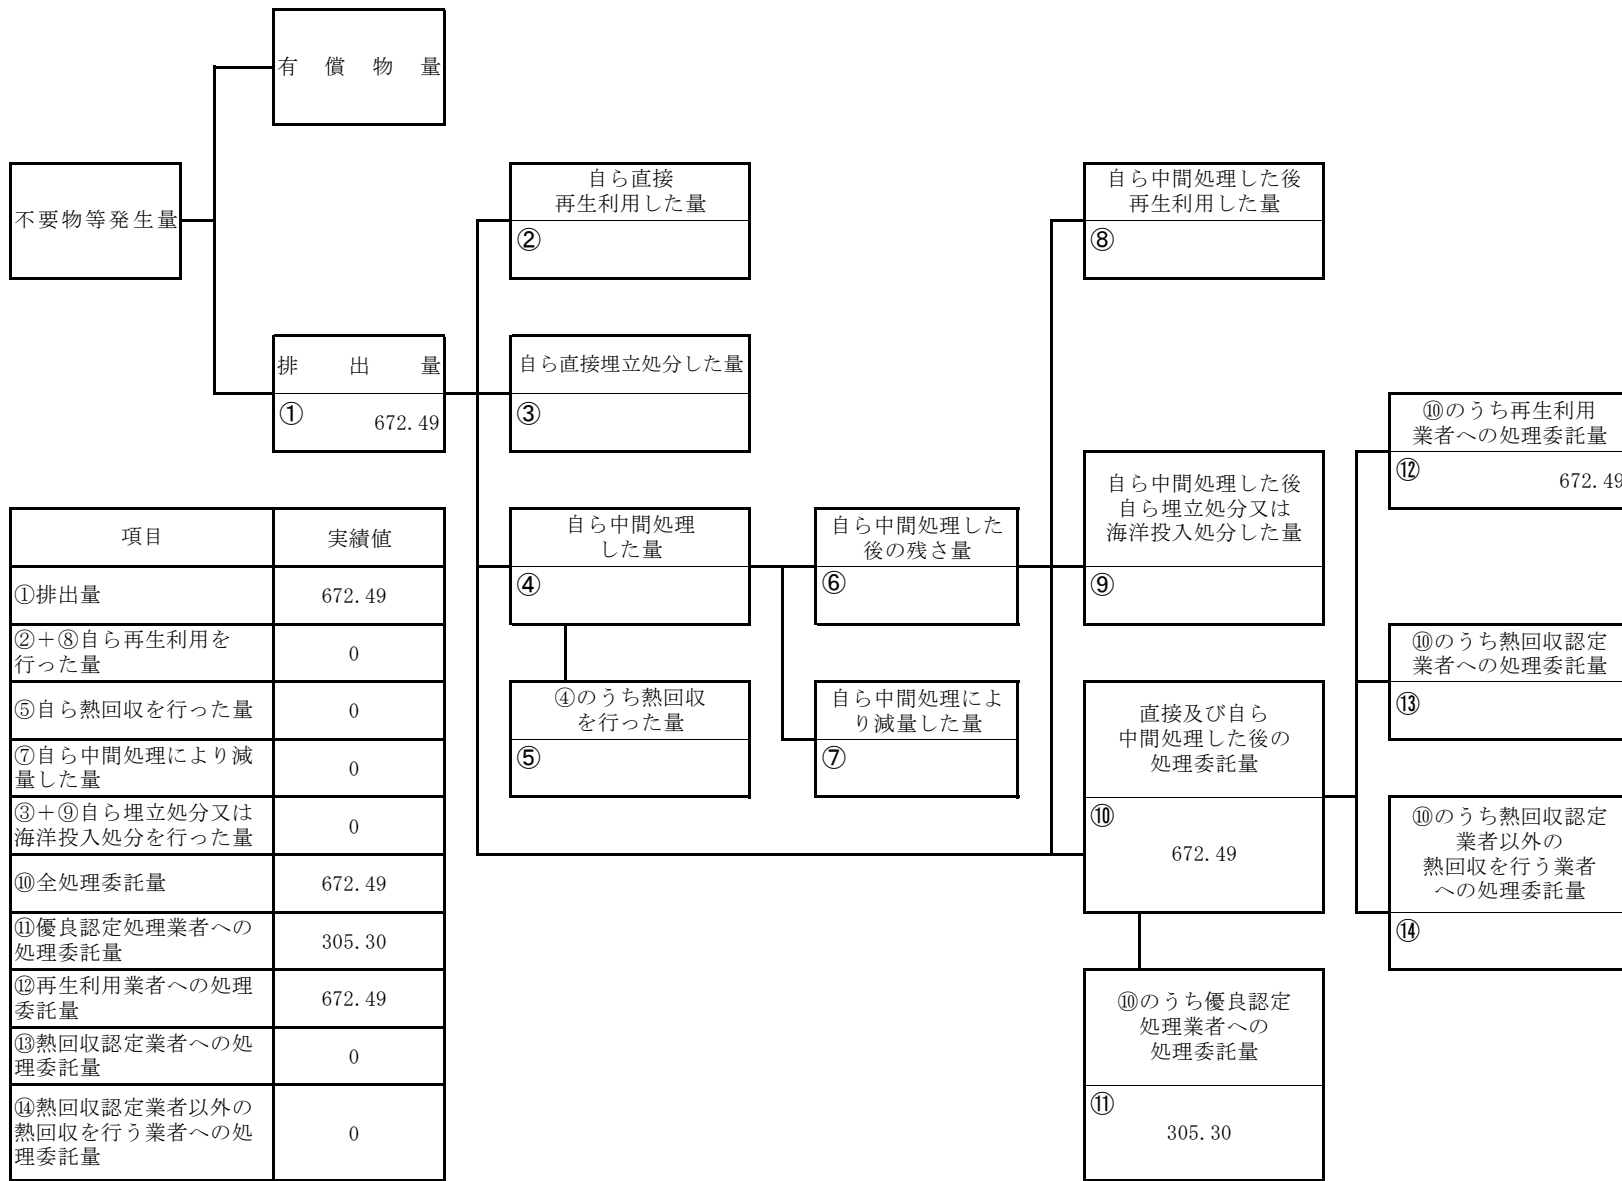 有償物量
不要物等発生量
排出量
①
672.49
自ら直接
再生利用した量
②
自ら直接埋立処分した量
③
自ら中間処理
した量
④
④のうち熱回収
を行った量
⑤
自ら中間処理した
後の残さ量
⑥
自ら中間処理によ
り減量した量
⑦
自ら中間処理した後
再生利用した量
⑧
自ら中間処理した後
自ら埋立処分又は
海洋投入処分した量
⑨
直接及び自ら
中間処理した後の
処理委託量
⑩
672.49
⑩のうち優良認定
処理業者への
処理委託量
⑪
305.30
⑩のうち再生利用
業者への処理委託量
⑫
672.49
⑩のうち熱回収認定
業者への処理委託量
⑬
⑩のうち熱回収認定
業者以外の
熱回収を行う業者
への処理委託量
⑭
項目 実績値
①排出量 672.49
②+⑧自ら再生利用を
行った量 0
⑤自ら熱回収を行った量 0
⑦自ら中間処理により減
量した量 0
③+⑨自ら埋立処分又は
海洋投入処分を行った量 0
⑩全処理委託量 672.49
⑪優良認定処理業者への
処理委託量 305.30
⑫再生利用業者への処理
委託量 672.49
⑬熱回収認定業者への処
理委託量 0
⑭熱回収認定業者以外の
熱回収を行う業者への処
理委託量 0